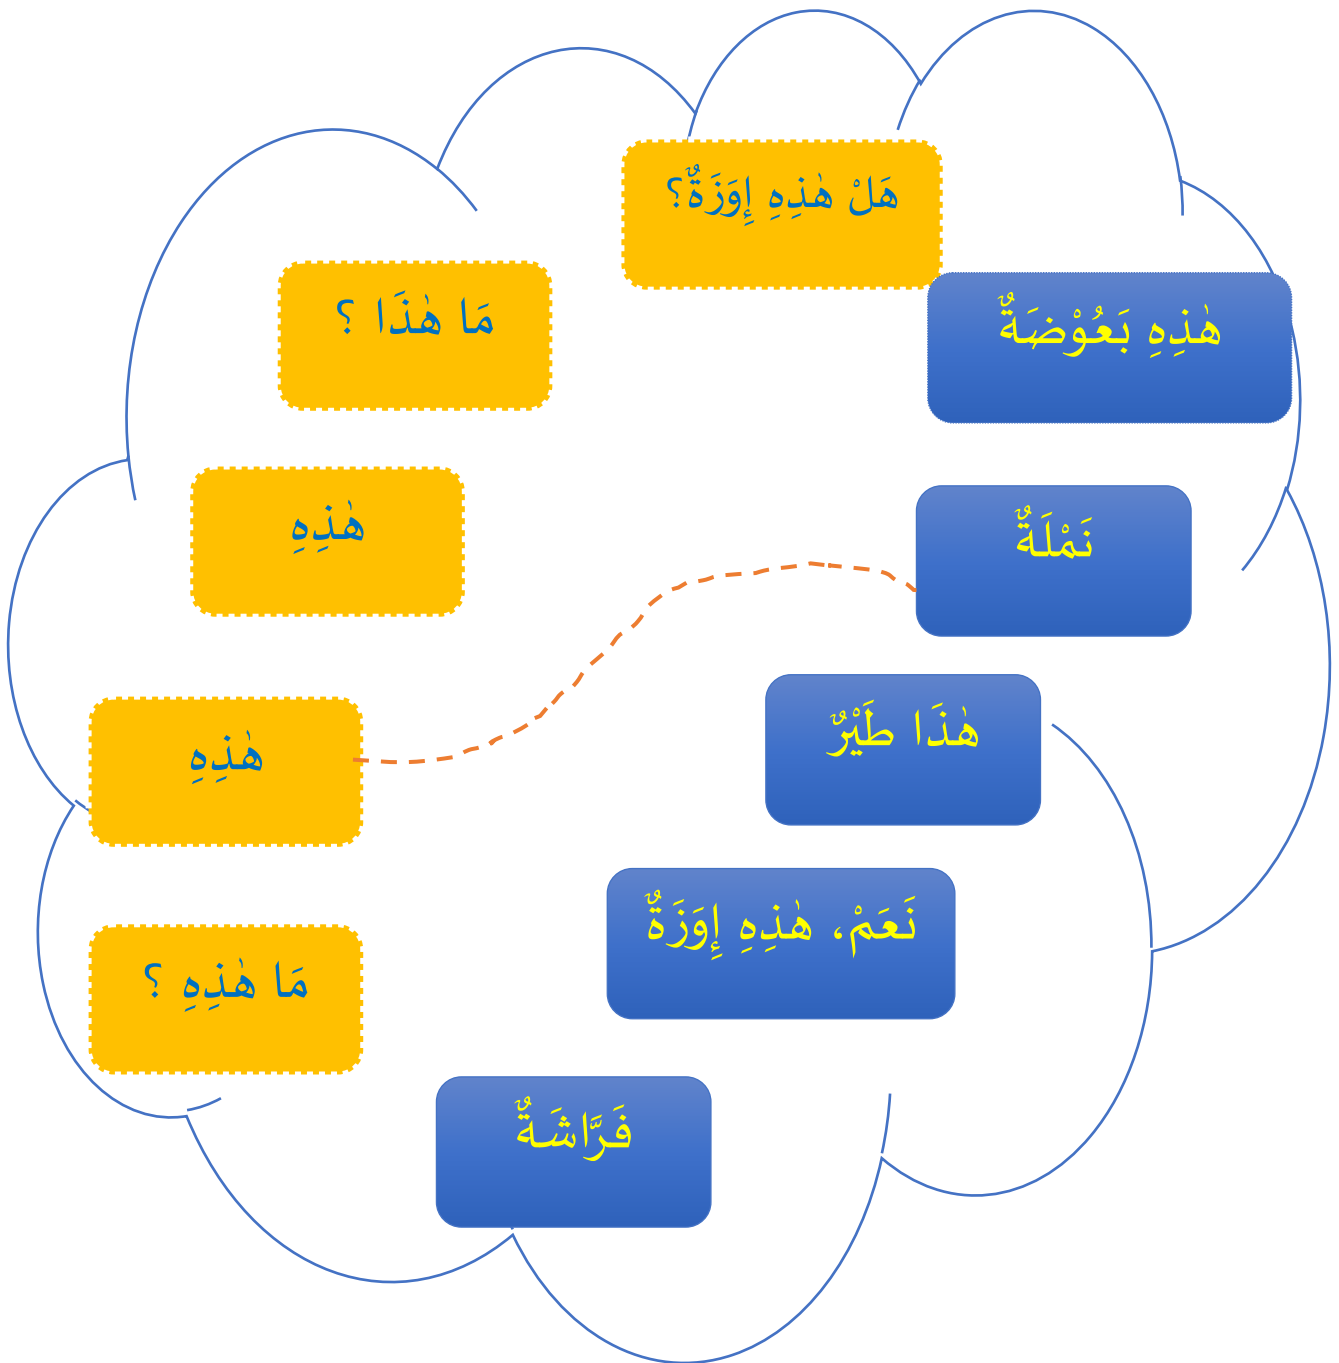 هَلْ هٰذِهِ إِوَزَةٌ؟
مَا هٰذَا ؟
هٰذِهِ بَعُوْضَةٌ
هٰذِهِ
نَمْلَةٌ
هٰذِهِ
هٰذَا طَيْرٌ
نَعَمْ، هٰذِهِ إِوَزَةٌ
مَا هٰذِهِ ؟
فَرَّاشَةٌ